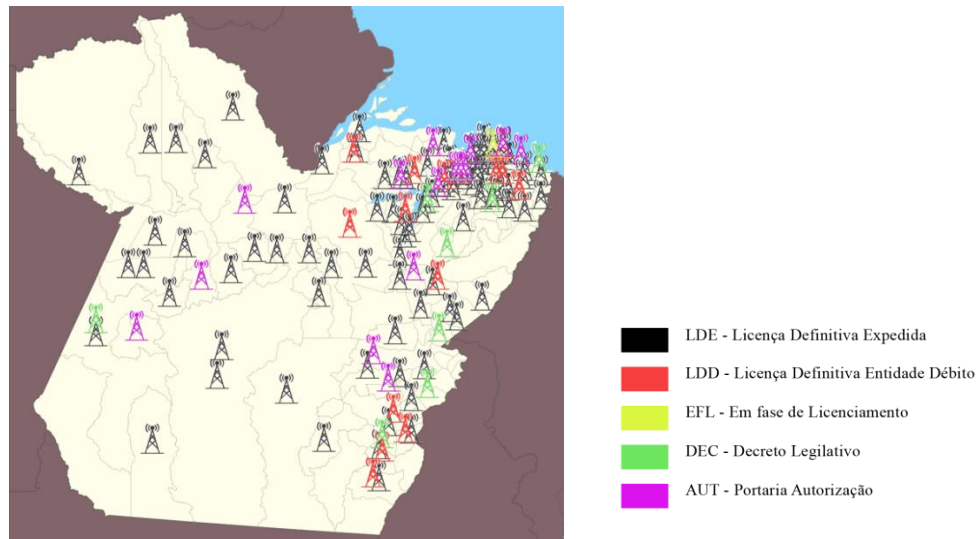 LDE - Licença Definitiva Expedida
LDD - Licença Definitiva Entidade Débito
EFL - Em fase de Licenciamento
DEC - Decreto Legilativo
AUT - Portaria Autorização